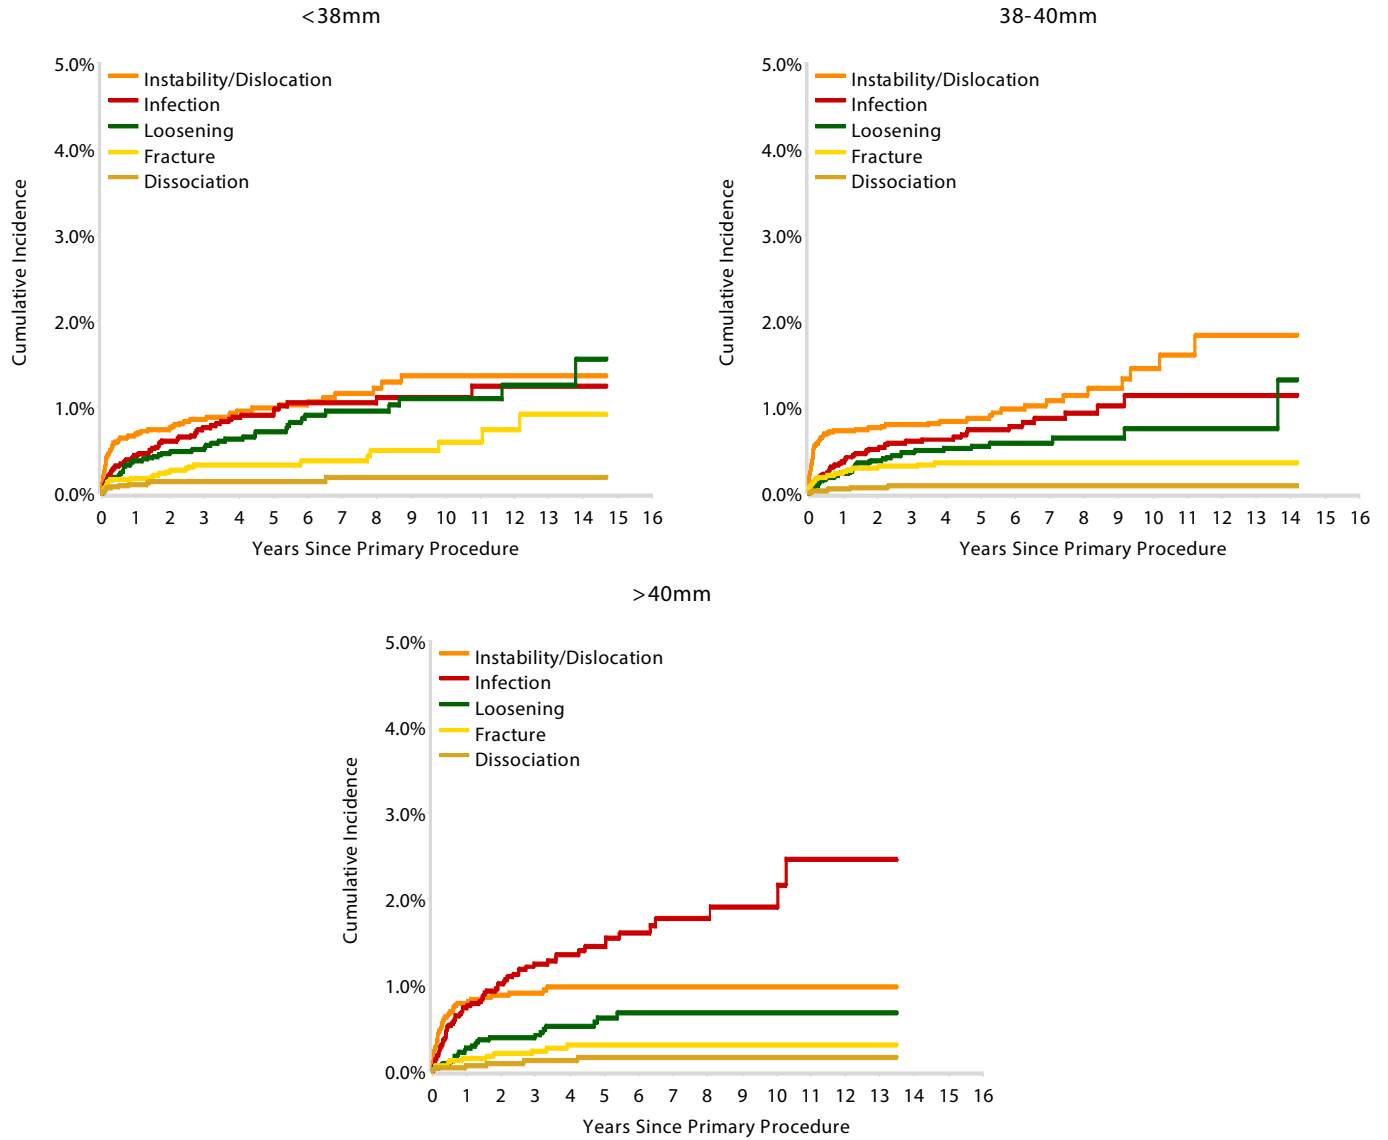 <38mm
5.0%
4.0%
3.0%
2.0%
1.0%
0.0%
Cumulative Incidence
Instability/Dislocation
Infection
Loosening
Fracture
Dissociation
0 1 2 3 4 5 6 7 8 9 10 11 12 13 14 15 16
Years Since Primary Procedure
38-40mm
5.0%
4.0%
3.0%
2.0%
1.0%
0.0%
Cumulative Incidence
Instability/Dislocation
Infection
Loosening
Fracture
Dissociation
0 1 2 3 4 5 6 7 8 9 10 11 12 13 14 15 16
Years Since Primary Procedure
>40mm
5.0%
4.0%
3.0%
2.0%
1.0%
0.0%
Cumulative Incidence
Instability/Dislocation
Infection
Loosening
Fracture
Dissociation
0 1 2 3 4 5 6 7 8 9 10 11 12 13 14 15 16
Years Since Primary Procedure